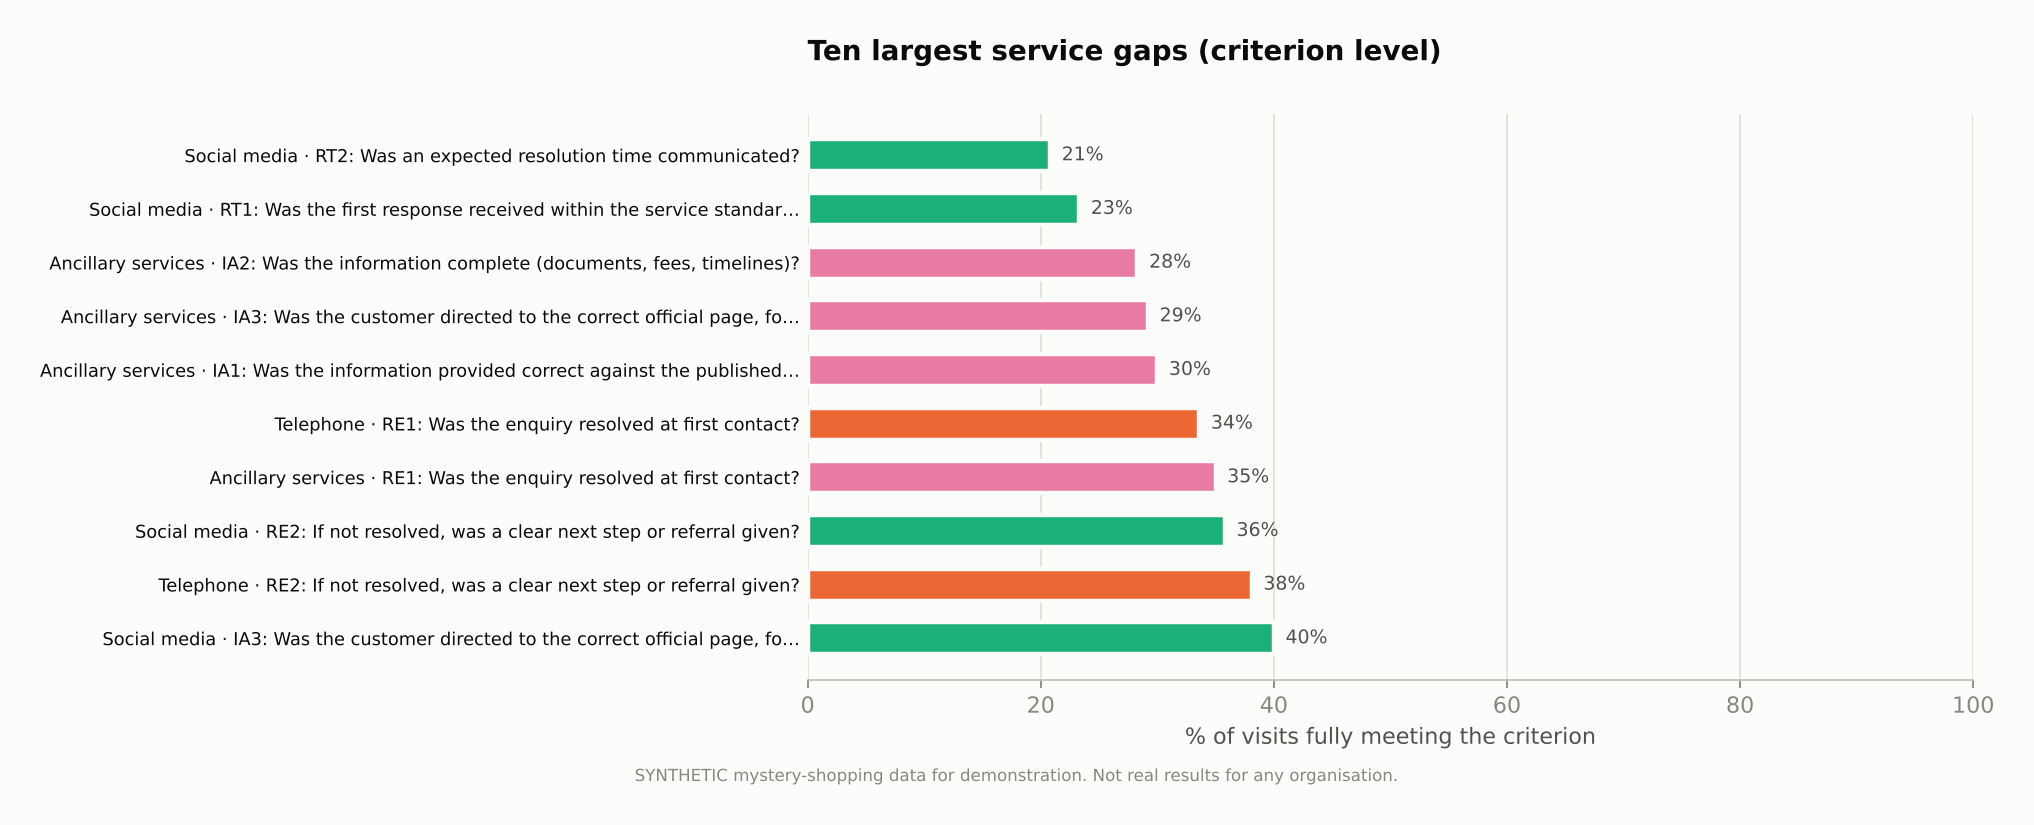 Ten largest service gaps (criterion level)
Social media · RT2: Was an expected resolution time communicated? 21%
Social media · RT1: Was the first response received within the service standar… 23%
Ancillary services · IA2: Was the information complete (documents, fees, timelines)? 28%
Ancillary services · IA3: Was the customer directed to the correct official page, fo… 29%
Ancillary services · IA1: Was the information provided correct against the published… 30%
Telephone · RE1: Was the enquiry resolved at first contact? 34%
Ancillary services · RE1: Was the enquiry resolved at first contact? 35%
Social media · RE2: If not resolved, was a clear next step or referral given? 36%
Telephone · RE2: If not resolved, was a clear next step or referral given? 38%
Social media · IA3: Was the customer directed to the correct official page, fo… 40%
0 20 40 60 80 100
% of visits fully meeting the criterion
SYNTHETIC mystery-shopping data for demonstration. Not real results for any organisation.